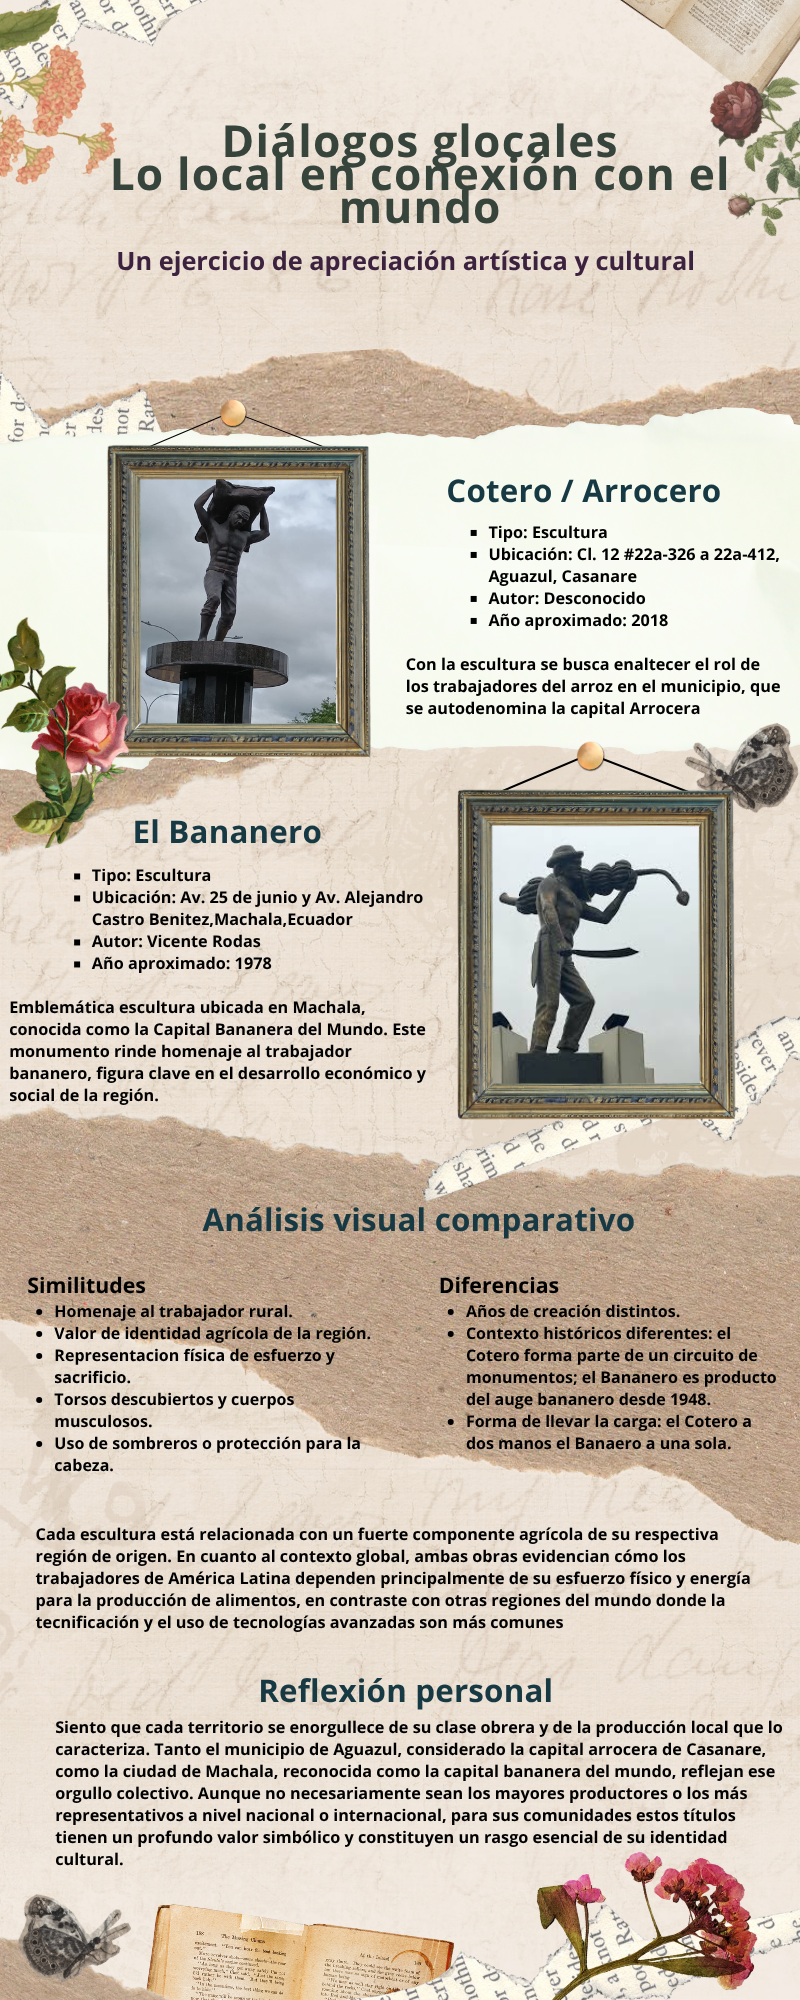 Diálogos glocales
Lo local en conexión con el
mundo
Un ejercicio de apreciación artística y cultural
Cotero / Arrocero
Tipo: Escultura
Ubicación: Cl. 12 #22a-326 a 22a-412,
Aguazul, Casanare
Autor: Desconocido
Año aproximado: 2018
Con la escultura se busca enaltecer el rol de
los trabajadores del arroz en el municipio, que
se autodenomina la capital Arrocera
El Bananero
Tipo: Escultura
Ubicación: Av. 25 de junio y Av. Alejandro
Castro Benitez,Machala,Ecuador
Autor: Vicente Rodas
Año aproximado: 1978
Emblemática escultura ubicada en Machala,
conocida como la Capital Bananera del Mundo. Este
monumento rinde homenaje al trabajador
bananero, figura clave en el desarrollo económico y
social de la región.
Análisis visual comparativo
Similitudes
Homenaje al trabajador rural.
Valor de identidad agrícola de la región.
Representacion física de esfuerzo y
sacrificio.
Torsos descubiertos y cuerpos
musculosos.
Uso de sombreros o protección para la
cabeza.
Diferencias
Años de creación distintos.
Contexto históricos diferentes: el
Cotero forma parte de un circuito de
monumentos; el Bananero es producto
del auge bananero desde 1948.
Forma de llevar la carga: el Cotero a
dos manos el Banaero a una sola.
Cada escultura está relacionada con un fuerte componente agrícola de su respectiva
región de origen. En cuanto al contexto global, ambas obras evidencian cómo los
trabajadores de América Latina dependen principalmente de su esfuerzo físico y energía
para la producción de alimentos, en contraste con otras regiones del mundo donde la
tecnificación y el uso de tecnologías avanzadas son más comunes
Reflexión personal
Siento que cada territorio se enorgullece de su clase obrera y de la producción local que lo
caracteriza. Tanto el municipio de Aguazul, considerado la capital arrocera de Casanare,
como la ciudad de Machala, reconocida como la capital bananera del mundo, reflejan ese
orgullo colectivo. Aunque no necesariamente sean los mayores productores o los más
representativos a nivel nacional o internacional, para sus comunidades estos títulos
tienen un profundo valor simbólico y constituyen un rasgo esencial de su identidad
cultural.